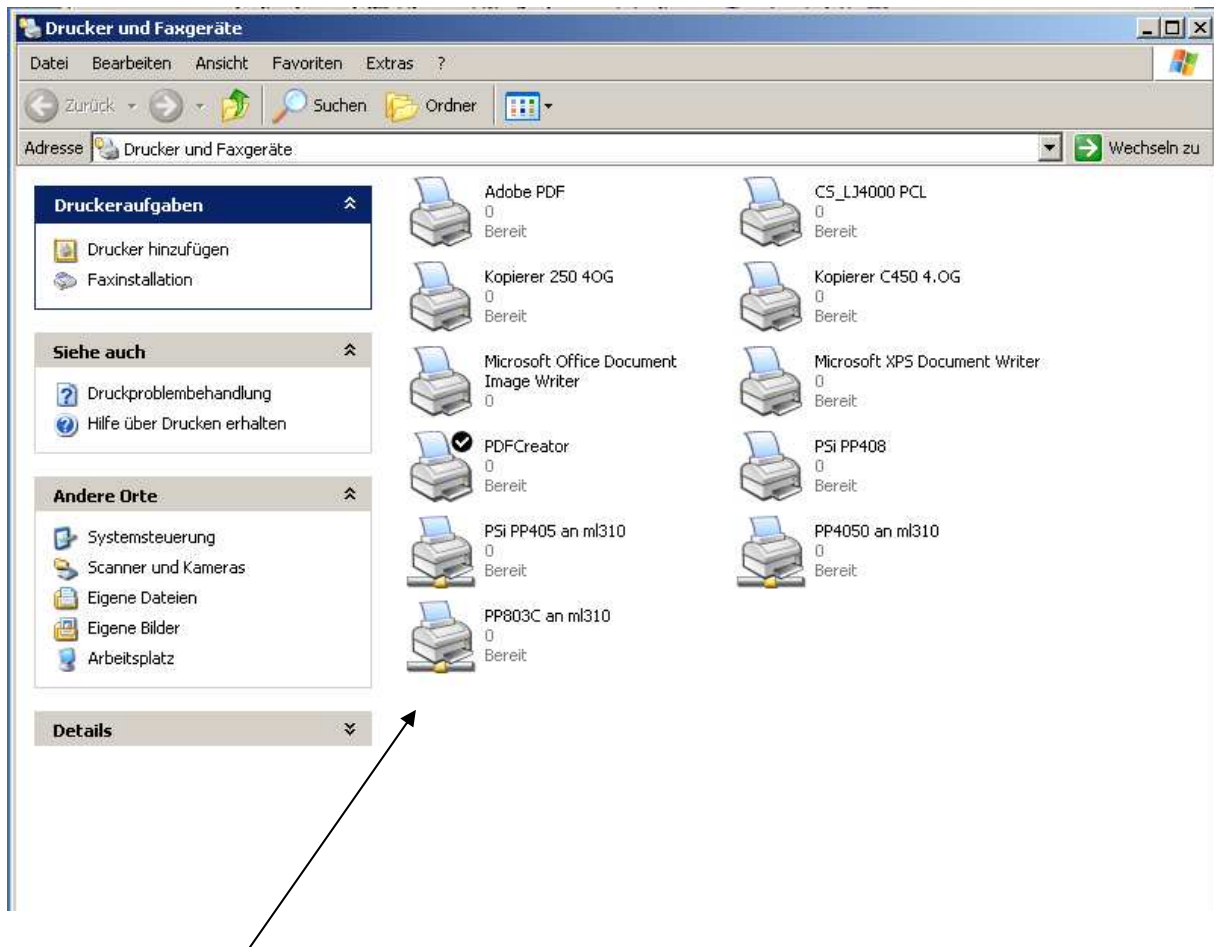 Drucker und Faxgeräte
Datei Bearbeiten Ansicht Favoriten Extras ?
Zurück Suchen Ordner
Adresse Drucker und Faxgeräte Wechseln zu
Druckeraufgaben
Drucker hinzufügen
Faxinstallation
Siehe auch
Druckproblembehandlung
Hilfe über Drucken erhalten
Andere Orte
Systemsteuerung
Scanner und Kameras
Eigene Dateien
Eigene Bilder
Arbeitsplatz
Details
Adobe PDF
0
Bereit
CS_LJ4000 PCL
0
Bereit
Kopierer 250 4OG
0
Bereit
Kopierer C450 4.OG
0
Bereit
Microsoft Office Document
Image Writer
0
Microsoft XPS Document Writer
0
Bereit
PDFCreator
0
Bereit
PSi PP408
0
Bereit
PSi PP405 an ml310
0
Bereit
PP4050 an ml310
0
Bereit
PP803C an ml310
0
Bereit